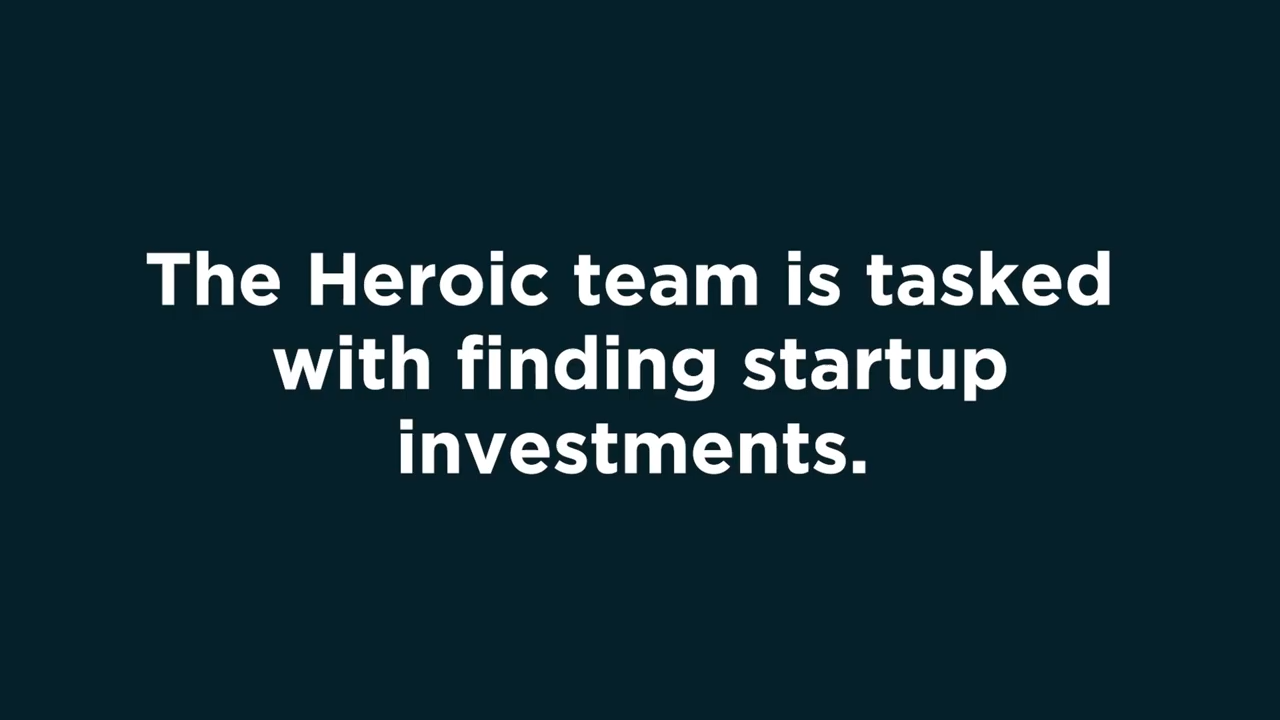 The Heroic team is tasked
with finding startup
investments.